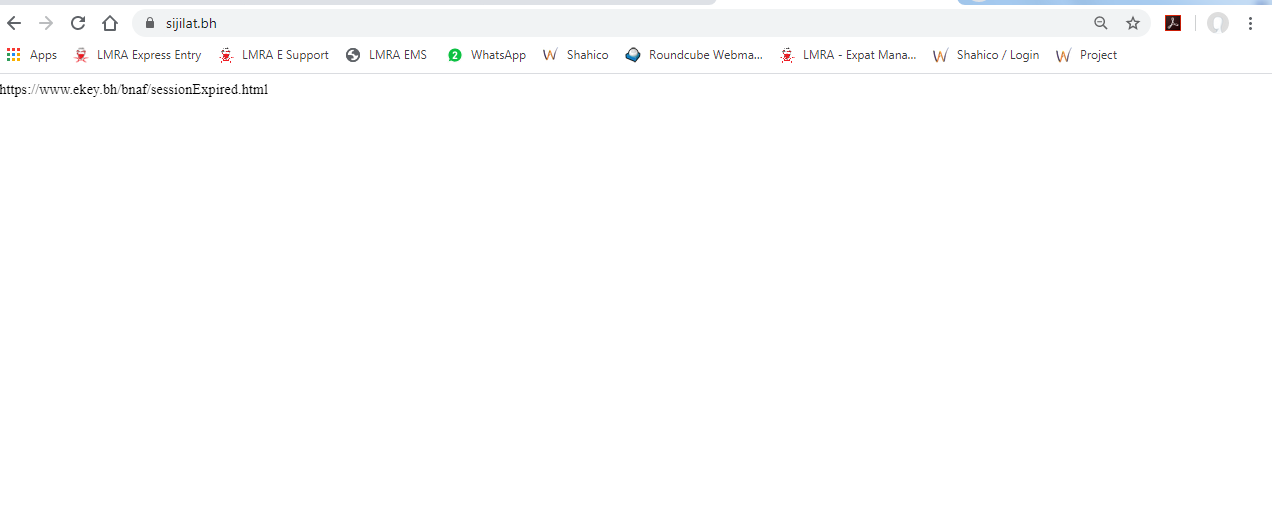 sijilat.bh
Apps LMRA Express Entry LMRA E Support LMRA EMS 2 WhatsApp Shahico Roundcube Webma... LMRA - Expat Mana... Shahico / Login Project
https://www.ekey.bh/bnaf/sessionExpired.html